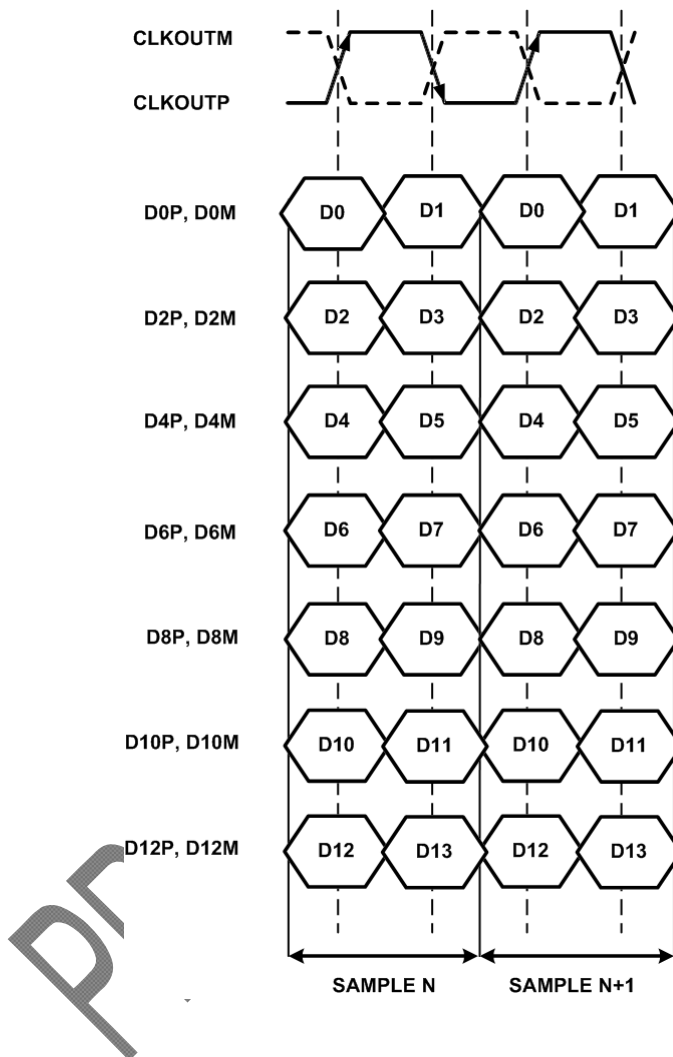 CLKOUTM
CLKOUTP
D0P, D0M D0 D1 D0 D1
D2P, D2M D2 D3 D2 D3
D4P, D4M D4 D5 D4 D5
D6P, D6M D6 D7 D6 D7
D8P, D8M D8 D9 D8 D9
D10P, D10M D10 D11 D10 D11
D12P, D12M D12 D13 D12 D13
SAMPLE N SAMPLE N+1